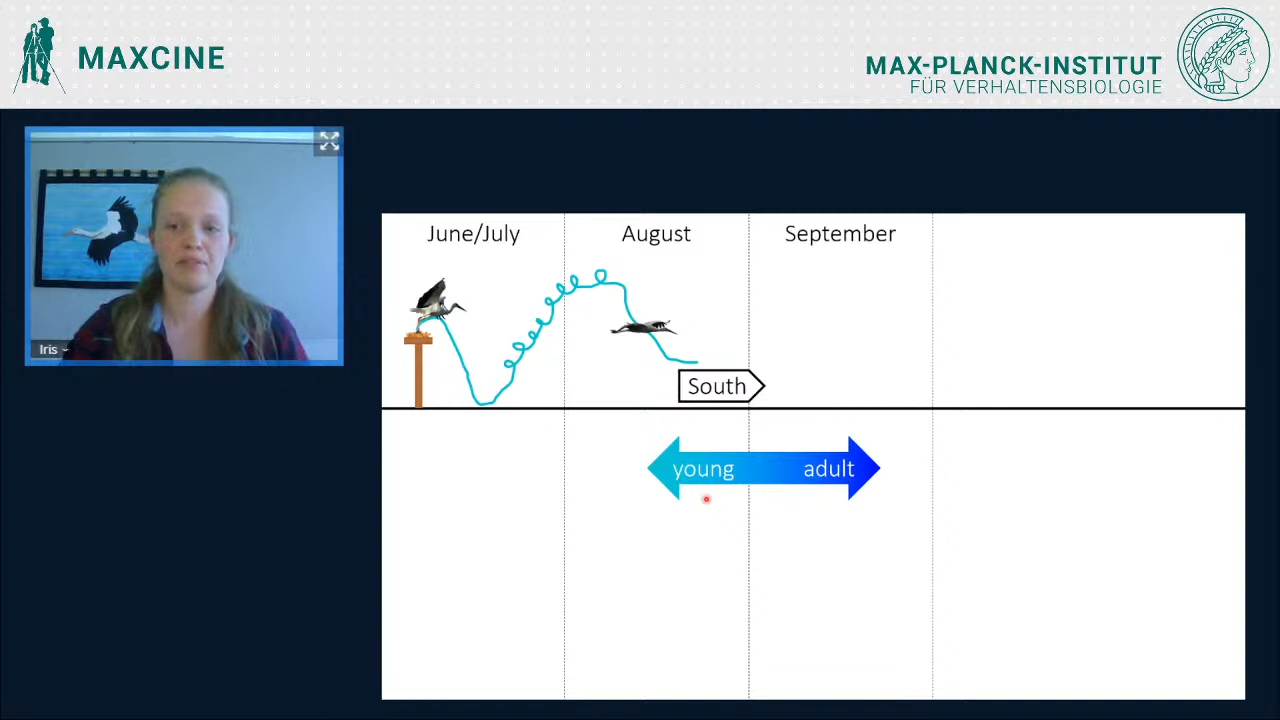 MAXCINE
MAX-PLANCK-INSTITUT
FÜR VERHALTENSBIOLOGIE
Iris
June/July
August
September
South
young
adult